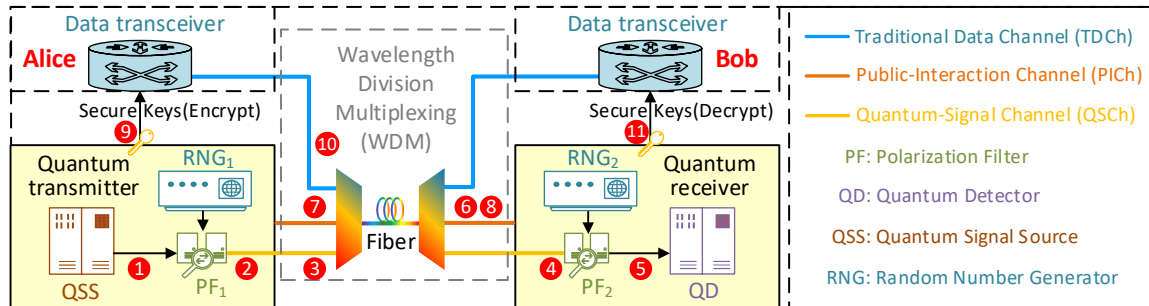 Data transceiver
Alice
Secure Keys(Encrypt)
9
Quantum
transmitter
RNG1
QSS
1
PF1
2
Wavelength
Division
Multiplexing
(WDM)
10
7
3
Fiber
6 8
Data transceiver
Bob
Secure Keys(Decrypt)
11
RNG2
Quantum
receiver
4
PF2
5
QD
Traditional Data Channel (TDCh)
Public-Interaction Channel (PICh)
Quantum-Signal Channel (QSCh)
PF: Polarization Filter
QD: Quantum Detector
QSS: Quantum Signal Source
RNG: Random Number Generator